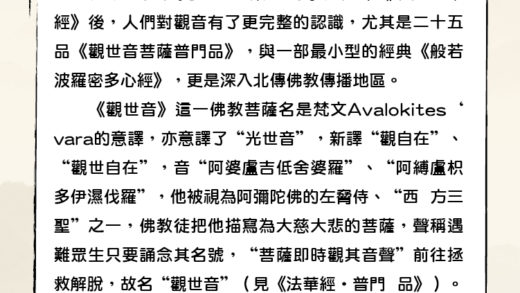 經》後，人們對觀音有了更完整的認識，尤其是二十五
品《觀世音菩薩普門品》，與一部最小型的經典《般若
波羅密多心經》，更是深入北傳佛教傳播地區。
《觀世音》這一佛教菩薩名是梵文Avalokites‘
vara的意譯，亦意譯了“光世音”，新譯“觀自在”、
“觀世自在”，音“阿婆盧吉低舍婆羅”、“阿縛盧枳
多伊濕伐羅”，他被視為阿彌陀佛的左脅侍、“西 方三
聖”之一，佛教徒把他描寫為大慈大悲的菩薩，聲稱遇
難眾生只要誦念其名號，“菩薩即時觀其音聲”前往拯
救解脫，故名“觀世音”（見《法華經·普門 品》）。